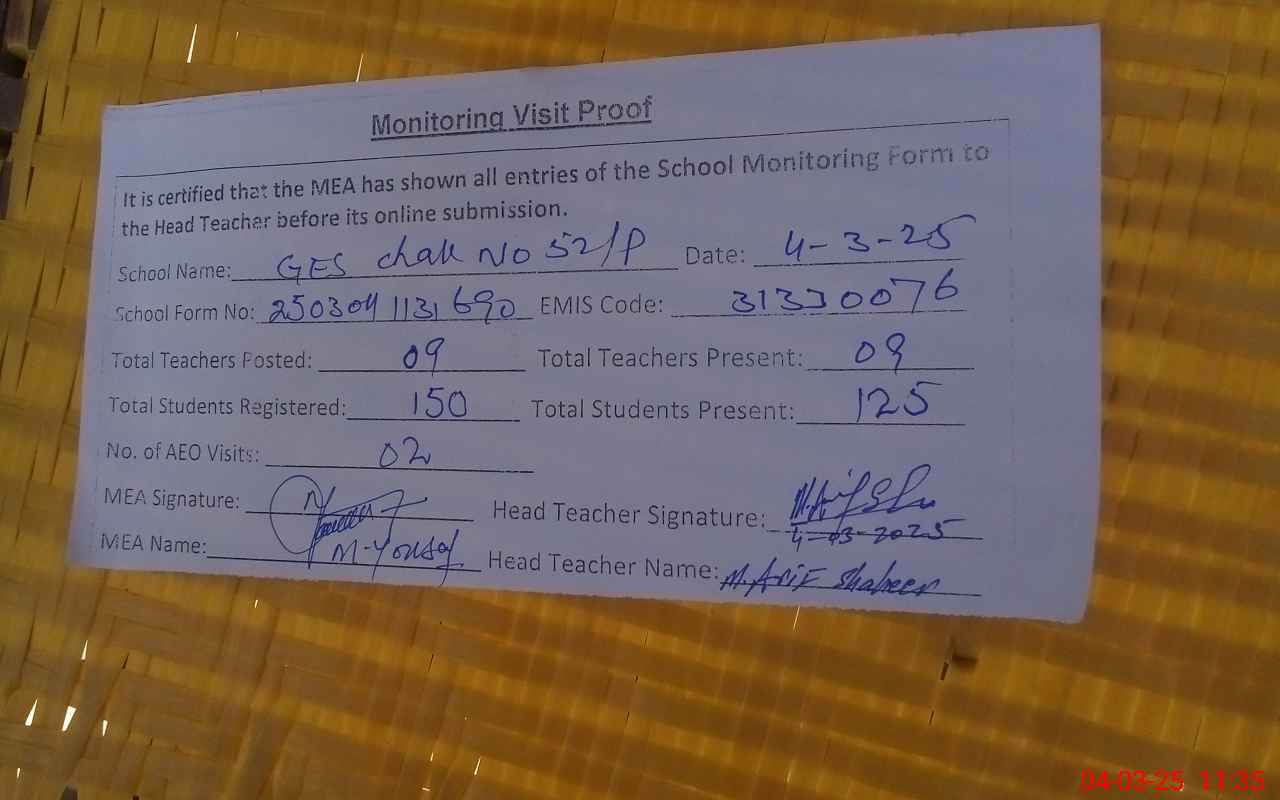 Monitoring Visit Proof
It is certified that the MEA has shown all entries of the School Monitoring Form to
the Head Teacher before its online submission.
School Name: GES chak No 52/P Date: 4-3-25
School Form No: 2503041131690 EMIS Code: 31330076
Total Teachers Posted: 09 Total Teachers Present: 09
Total Students Registered: 150 Total Students Present: 125
No. of AEO Visits: 02
MEA Signature: Head Teacher Signature: M.Arif Sh
4-03-2025
MEA Name: M-Yousaf Head Teacher Name: M. Arif Shaheen
04-03-25 11:35